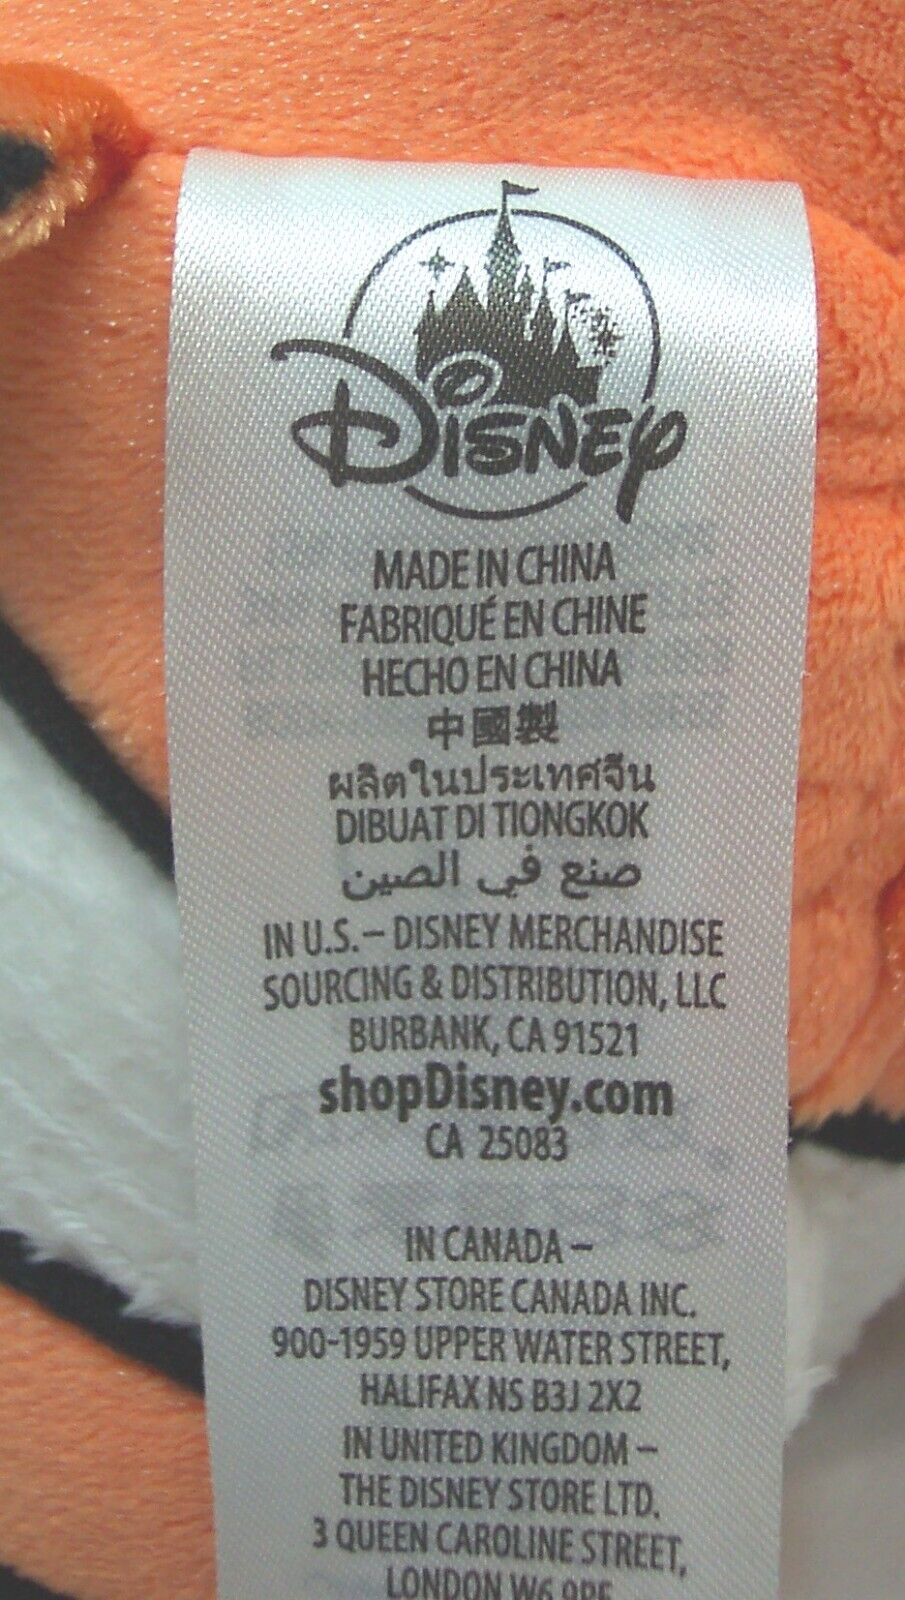 Disney
MADE IN CHINA
FABRIQUÉ EN CHINE
HECHO EN CHINA
中國製
ผลิตในประเทศจีน
DIBUAT DI TIONGKOK
صنع في الصين
IN U.S. – DISNEY MERCHANDISE
SOURCING & DISTRIBUTION, LLC
BURBANK, CA 91521
shopDisney.com
CA 25083
IN CANADA –
DISNEY STORE CANADA INC.
900-1959 UPPER WATER STREET,
HALIFAX NS B3J 2X2
IN UNITED KINGDOM –
THE DISNEY STORE LTD.
3 QUEEN CAROLINE STREET,
LONDON W6 9PE